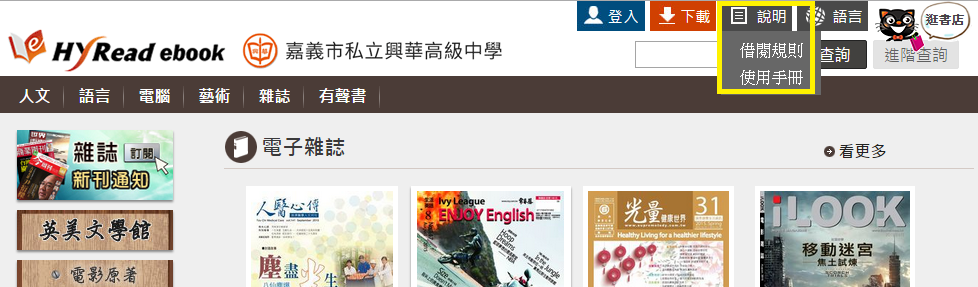 登入 下載 說明 語言 逛書店
HyRead ebook 嘉義市私立興華高級中學
借閱規則 查詢 進階查詢
使用手冊
人文 語言 電腦 藝術 雜誌 有聲書
雜誌 訂閱
新刊通知
電子雜誌 看更多
英美文學館
電影原著
人醫心傳
塵盡光生
Ivy League
ENJOY English
光量健康世界 31
Healthy Living for a healthier lifestyle
iLOOK
移動迷宮
焦土試煉